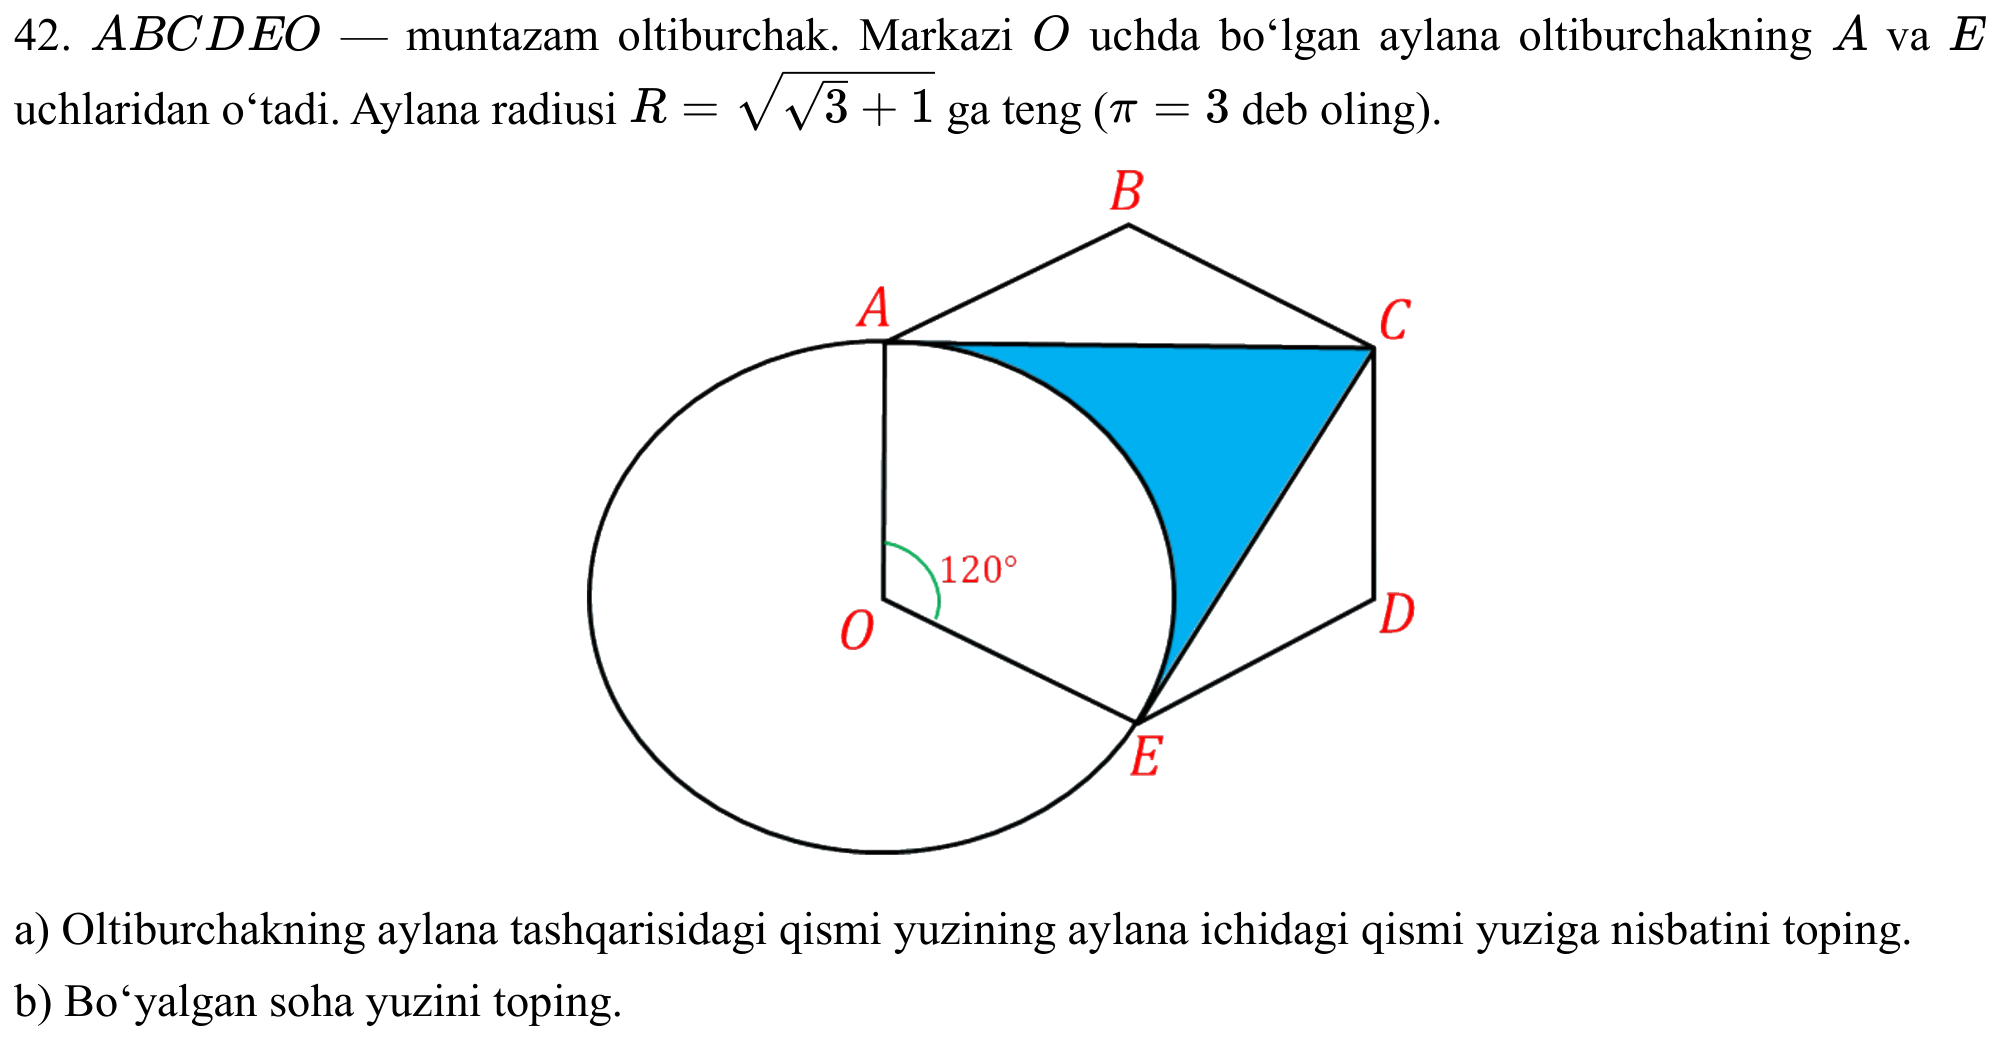 42. ABCDEO — muntazam oltiburchak. Markazi O uchda bo‘lgan aylana oltiburchakning A va E
uchlaridan o‘tadi. Aylana radiusi R = √(√3 + 1) ga teng (π = 3 deb oling).
B
A
C
120°
O
D
E
a) Oltiburchakning aylana tashqarisidagi qismi yuzining aylana ichidagi qismi yuziga nisbatini toping.
b) Bo‘yalgan soha yuzini toping.